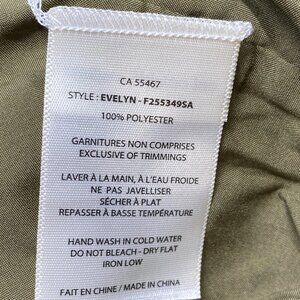 CA 55467
STYLE : EVELYN - F255349SA
100% POLYESTER
GARNITURES NON COMPRISES
EXCLUSIVE OF TRIMMINGS
LAVER À LA MAIN, À L'EAU FROIDE
NE PAS JAVELLISER
SÉCHER À PLAT
REPASSER À BASSE TEMPÉRATURE
HAND WASH IN COLD WATER
DO NOT BLEACH - DRY FLAT
IRON LOW
FAIT EN CHINE / MADE IN CHINA